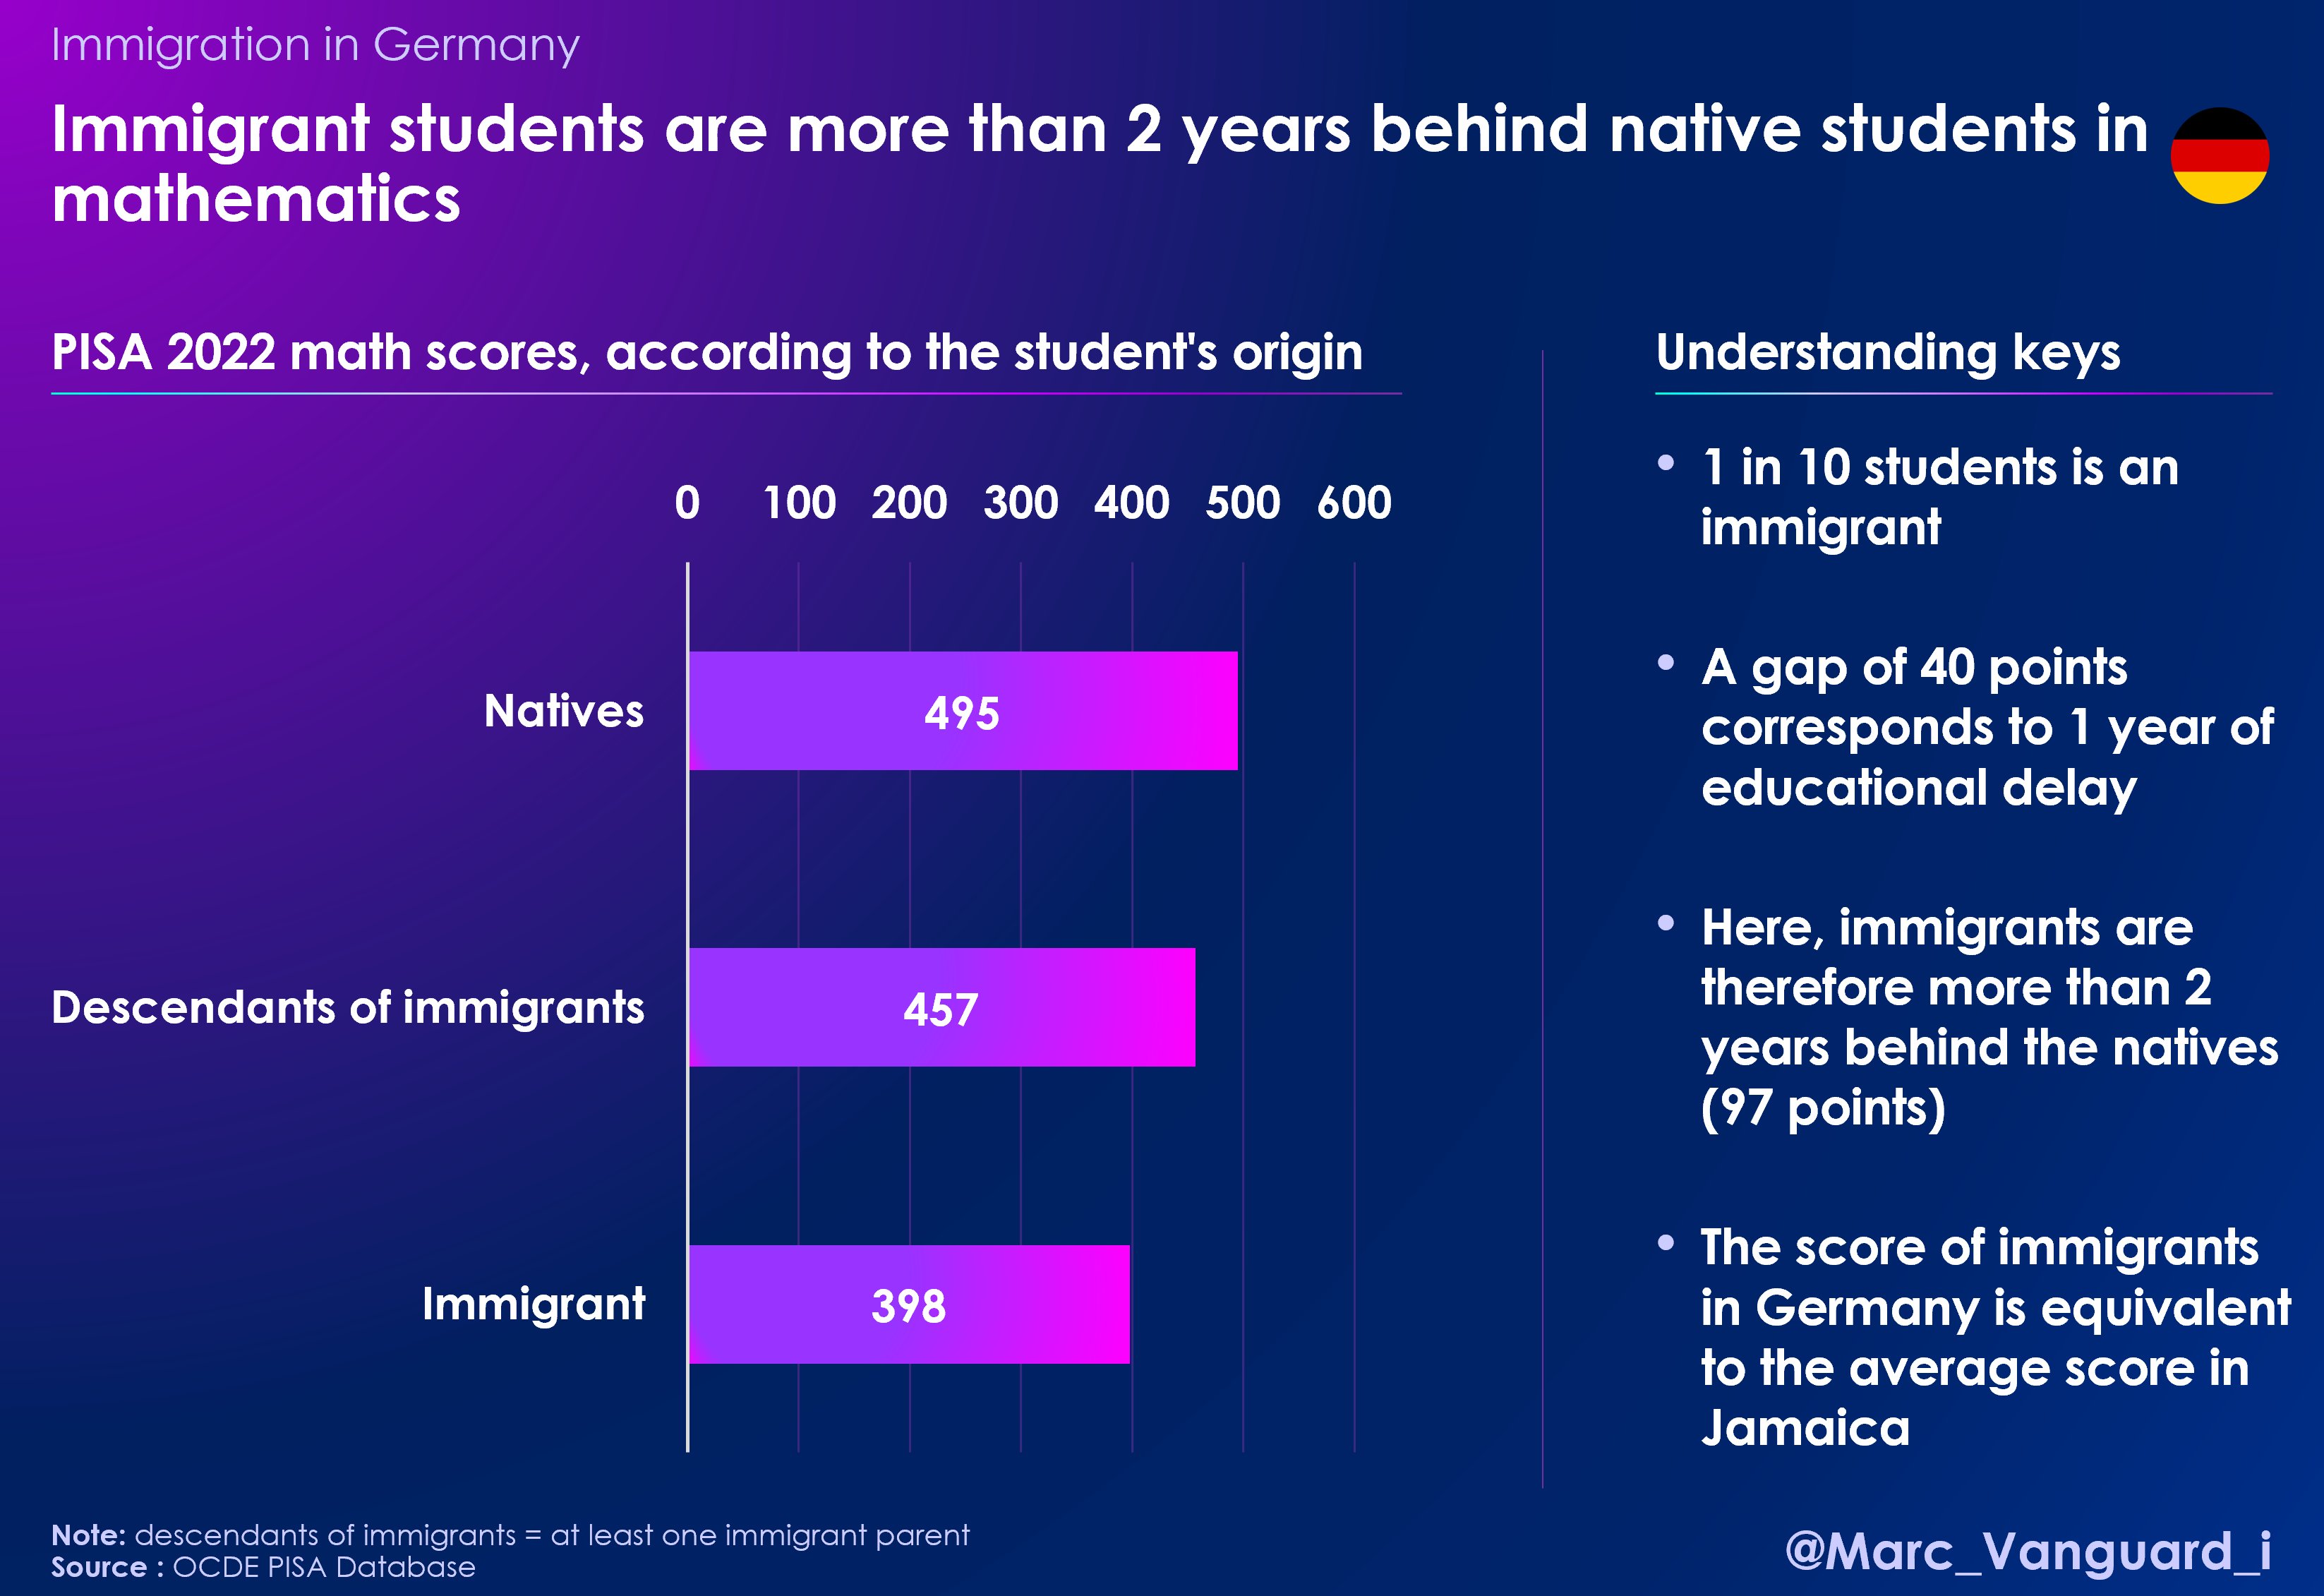 Immigration in Germany
Immigrant students are more than 2 years behind native students in
mathematics
PISA 2022 math scores, according to the student's origin
0 100 200 300 400 500 600
Natives 495
Descendants of immigrants 457
Immigrant 398
Understanding keys
• 1 in 10 students is an
immigrant
• A gap of 40 points
corresponds to 1 year of
educational delay
• Here, immigrants are
therefore more than 2
years behind the natives
(97 points)
• The score of immigrants
in Germany is equivalent
to the average score in
Jamaica
Note: descendants of immigrants = at least one immigrant parent
Source : OCDE PISA Database
@Marc_Vanguard_i